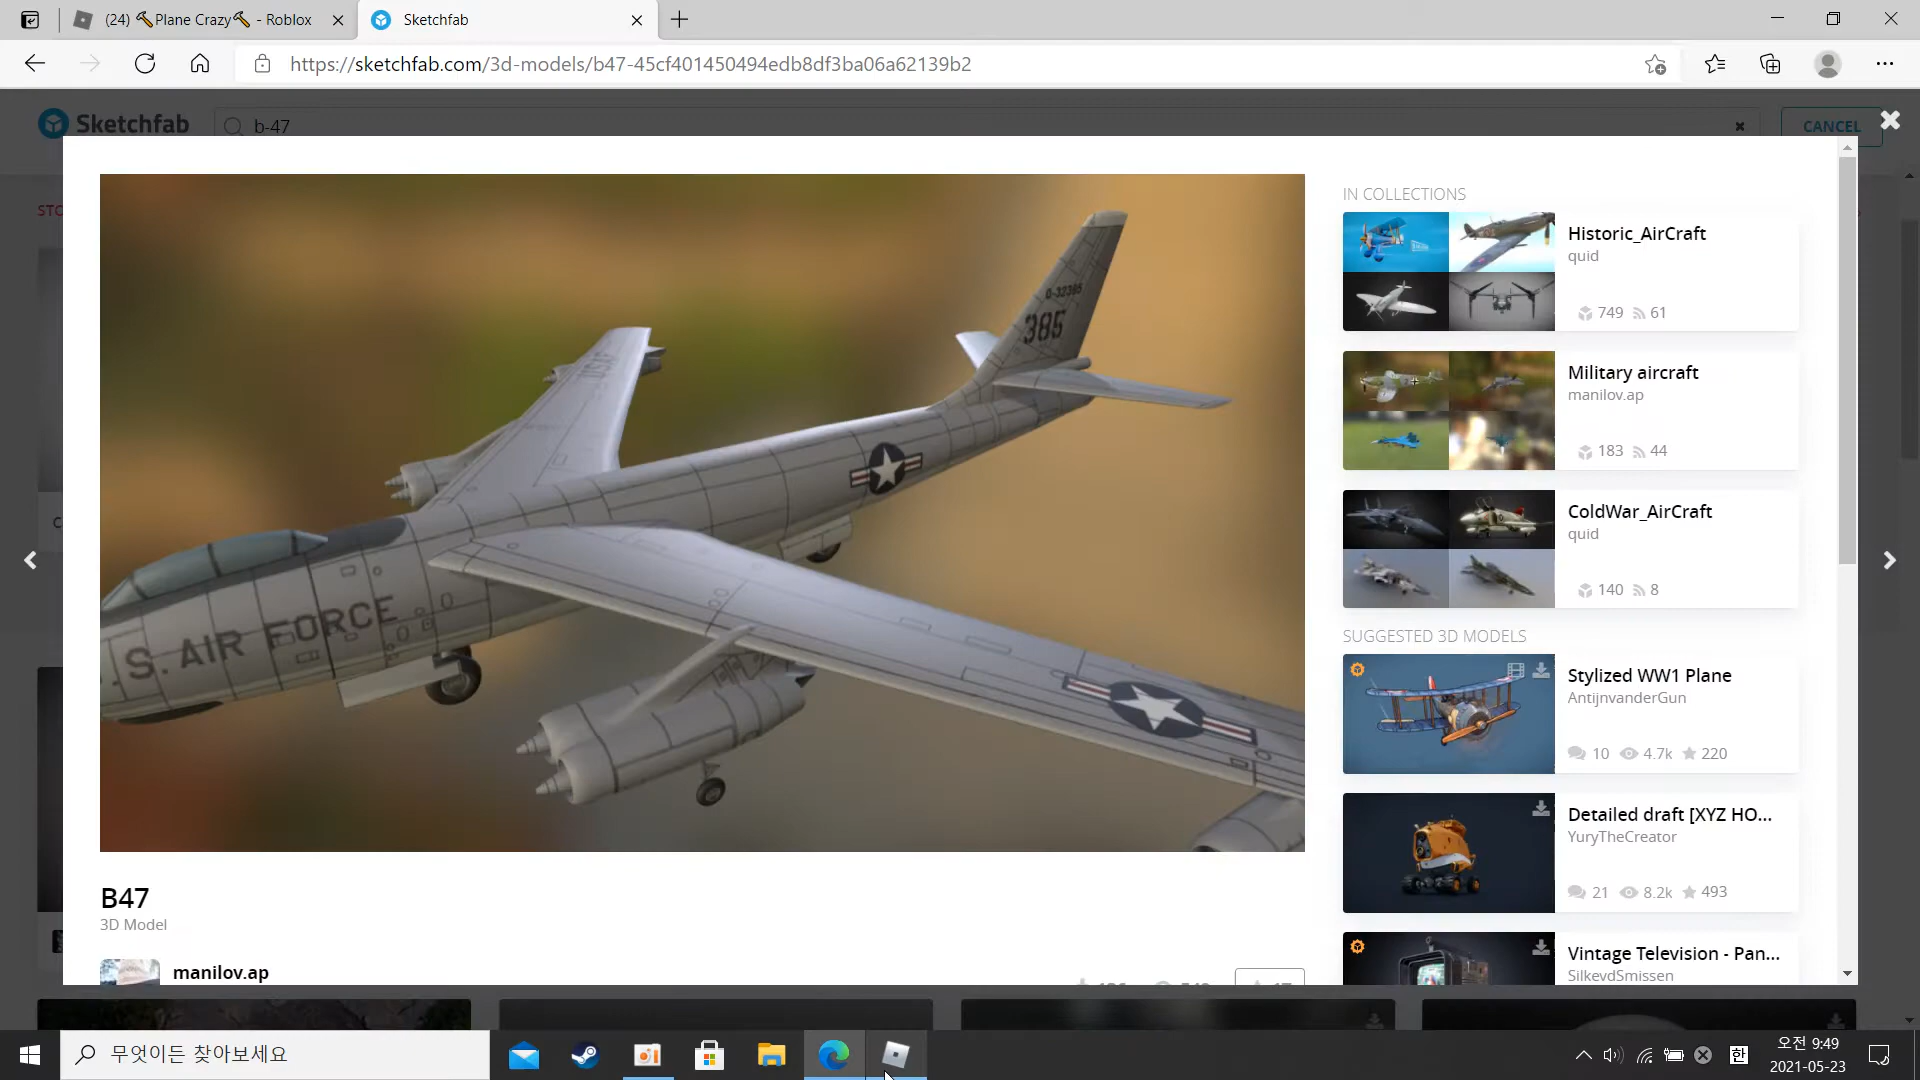 (24) 🔨Plane Crazy🔨 - Roblox
Sketchfab
https://sketchfab.com/3d-models/b47-45cf401450494edb8df3ba06a62139b2
Sketchfab
b-47
CANCEL
STO
IN COLLECTIONS
Historic_AirCraft
quid
749
61
Military aircraft
manilov.ap
183
44
ColdWar_AirCraft
quid
140
8
SUGGESTED 3D MODELS
Stylized WW1 Plane
AntijnvanderGun
10
4.7k
220
Detailed draft [XYZ HO...
YuryTheCreator
21
8.2k
493
Vintage Television - Pan...
SilkevdSmissen
0-32385
385
S. AIR FORCE
C
B47
3D Model
manilov.ap
무엇이든 찾아보세요
한
오전 9:49
2021-05-23